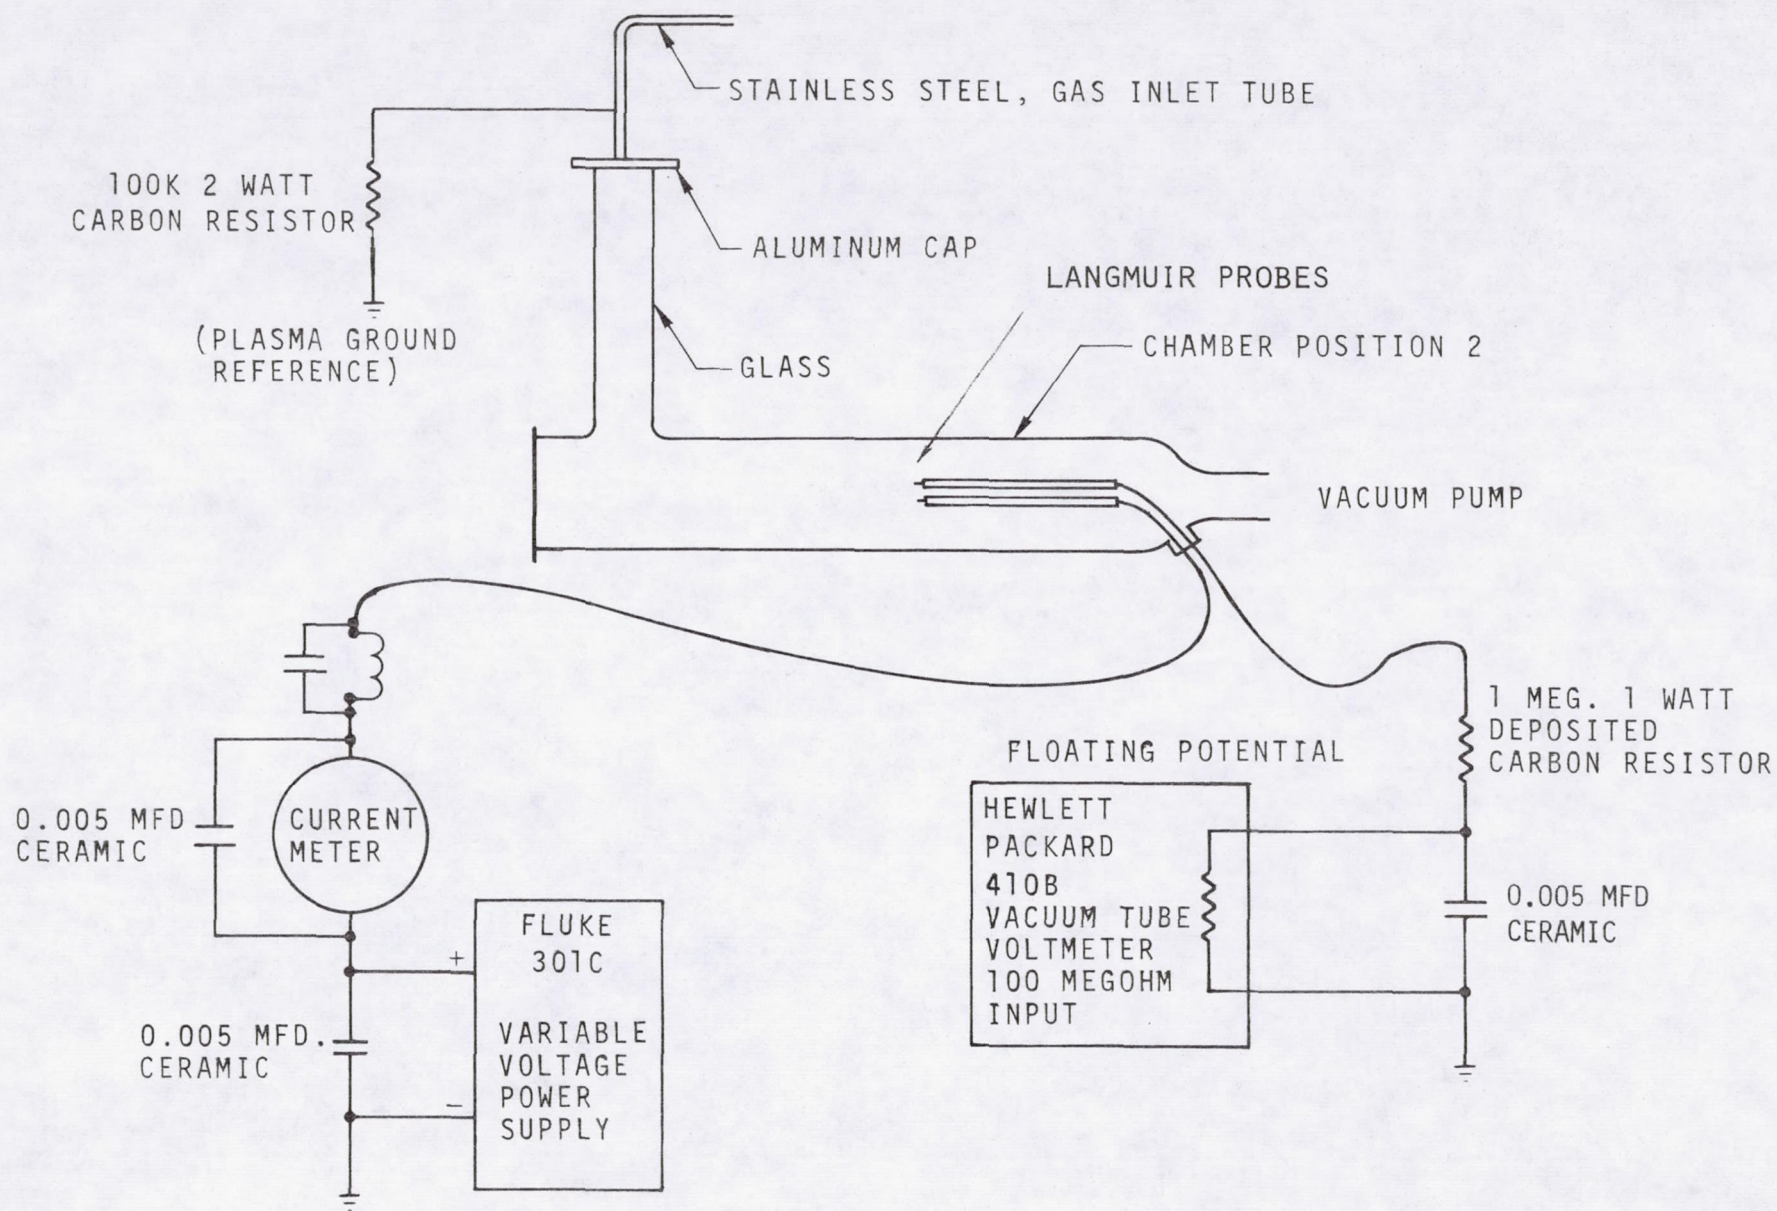 STAINLESS STEEL, GAS INLET TUBE
100K 2 WATT
CARBON RESISTOR
ALUMINUM CAP
LANGMUIR PROBES
(PLASMA GROUND
REFERENCE)
GLASS
CHAMBER POSITION 2
VACUUM PUMP
1 MEG. 1 WATT
DEPOSITED
CARBON RESISTOR
FLOATING POTENTIAL
HEWLETT
PACKARD
410B
VACUUM TUBE
VOLTMETER
100 MEGOHM
INPUT
0.005 MFD
CERAMIC
0.005 MFD
CERAMIC
CURRENT
METER
FLUKE
301C
VARIABLE
VOLTAGE
POWER
SUPPLY
+
−
0.005 MFD.
CERAMIC